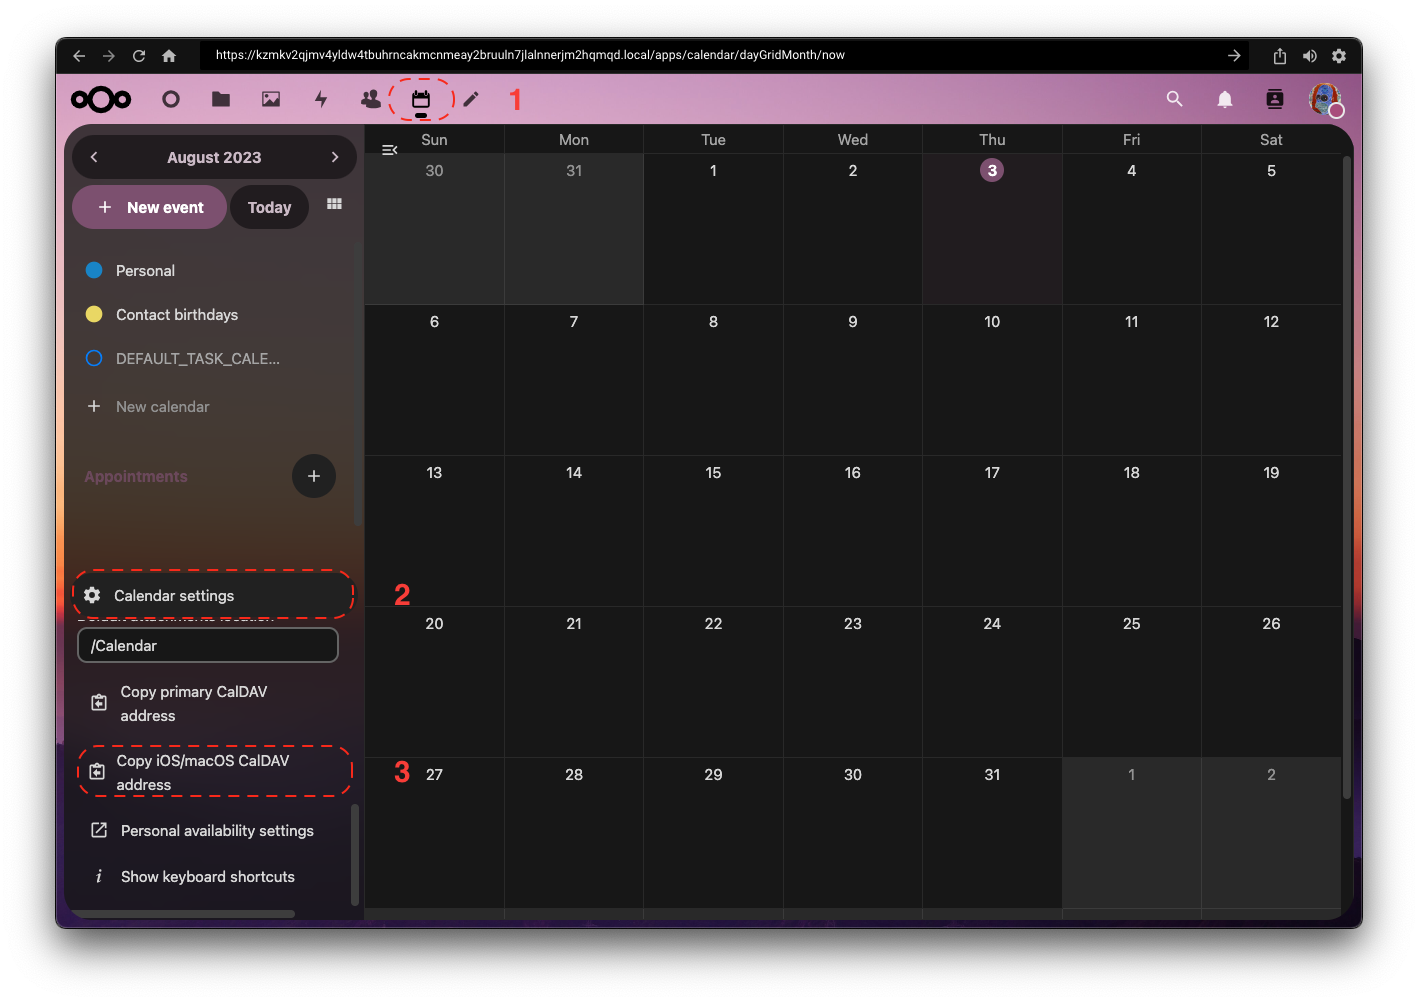 https://kzmkv2qjmv4yldw4tbuhrncakmcnmeay2bruuln7jlalnnerjm2hqmqd.local/apps/calendar/dayGridMonth/now
1
August 2023
New event
Today
Personal
Contact birthdays
DEFAULT_TASK_CALE...
New calendar
Appointments
Calendar settings
2
/Calendar
Copy primary CalDAV
address
Copy iOS/macOS CalDAV
address
3
Personal availability settings
Show keyboard shortcuts
Sun Mon Tue Wed Thu Fri Sat
30 31 1 2 3 4 5
6 7 8 9 10 11 12
13 14 15 16 17 18 19
20 21 22 23 24 25 26
27 28 29 30 31 1 2